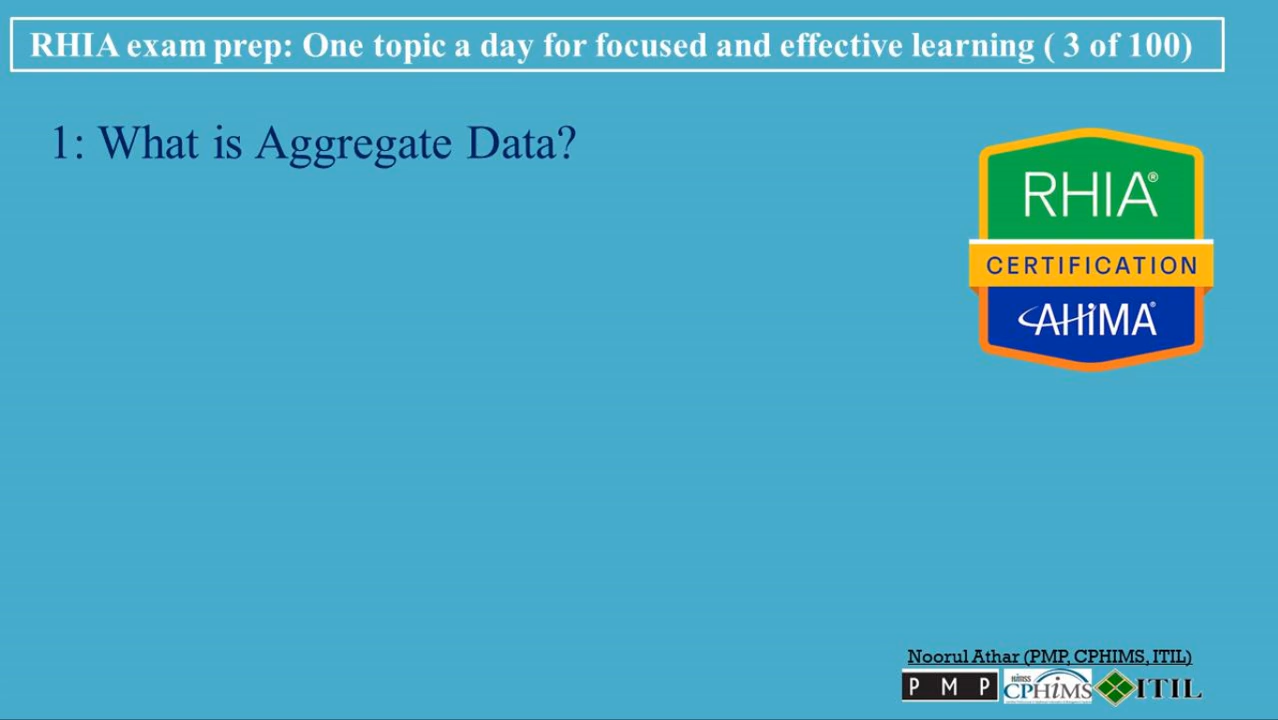 RHIA exam prep: One topic a day for focused and effective learning ( 3 of 100)
1: What is Aggregate Data?
RHIA®
CERTIFICATION
AHiMA®
Noorul Athar (PMP, CPHIMS, ITIL)
PMP
himss
CPHiMS
ITIL